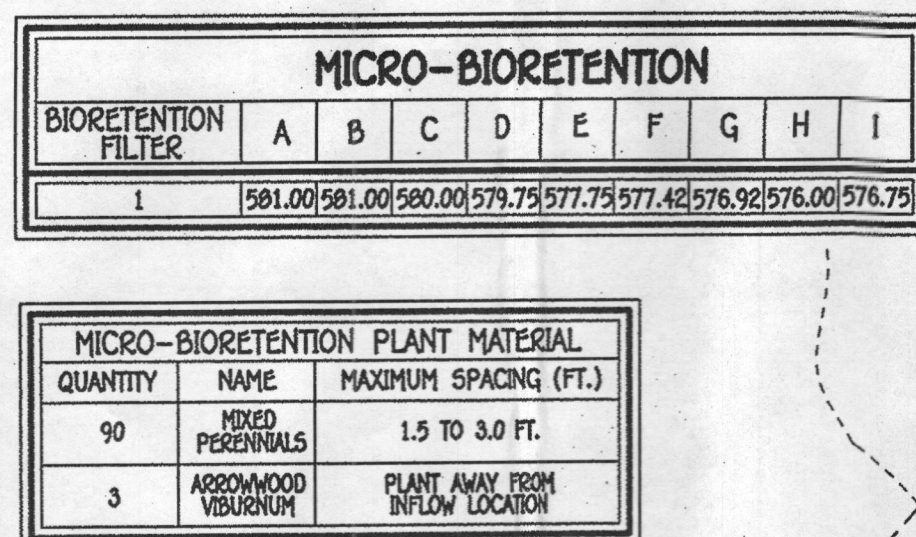 MICRO-BIORETENTION
BIORETENTION FILTER A B C D E F G H I
1 581.00 581.00 580.00 579.75 577.75 577.42 576.92 576.00 576.75
MICRO-BIORETENTION PLANT MATERIAL
QUANTITY NAME MAXIMUM SPACING (FT.)
90 MIXED PERENNIALS 1.5 TO 3.0 FT.
3 ARROWWOOD VIBURNUM PLANT AWAY FROM INFLOW LOCATION